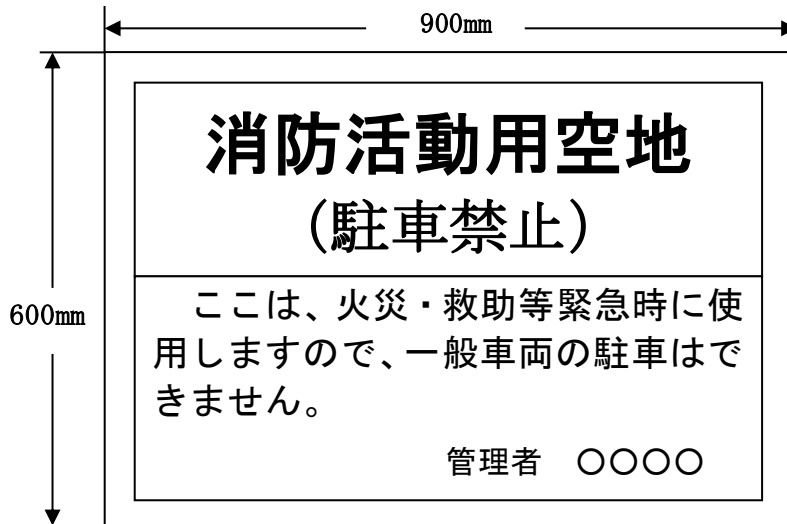 900mm
消防活動用空地
(駐車禁止)
600mm
ここは、火災・救助等緊急時に使
用しますので、一般車両の駐車はで
きません。
管理者　○○○○